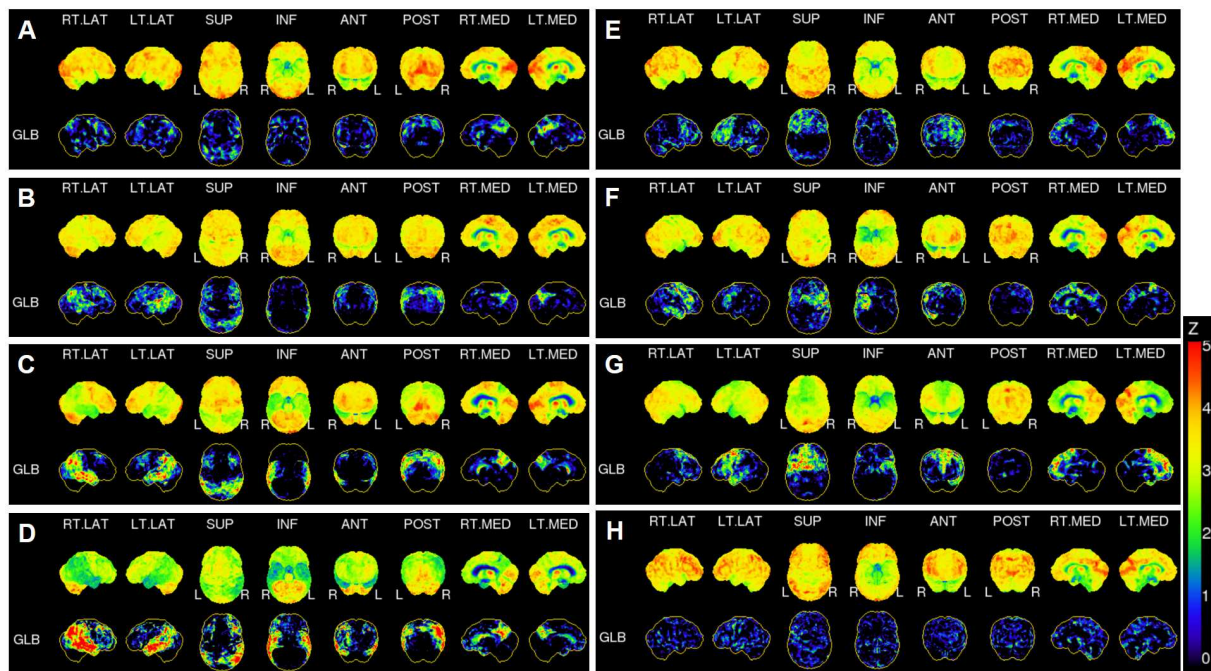 A RT.LAT LT.LAT SUP INF ANT POST RT.MED LT.MED
L R R L L R
GLB
B RT.LAT LT.LAT SUP INF ANT POST RT.MED LT.MED
L R R L L R
GLB
C RT.LAT LT.LAT SUP INF ANT POST RT.MED LT.MED
L R R L L R
GLB
D RT.LAT LT.LAT SUP INF ANT POST RT.MED LT.MED
L R R L L R
GLB
E RT.LAT LT.LAT SUP INF ANT POST RT.MED LT.MED
L R R L L R
GLB
F RT.LAT LT.LAT SUP INF ANT POST RT.MED LT.MED
L R R L L R
GLB
G RT.LAT LT.LAT SUP INF ANT POST RT.MED LT.MED
L R R L L R
GLB
H RT.LAT LT.LAT SUP INF ANT POST RT.MED LT.MED
L R R L L R
GLB
Z
5
4
3
2
1
0